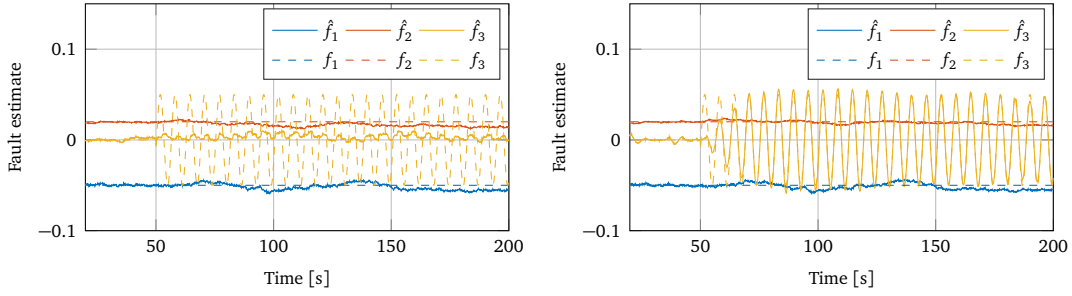 Fault estimate
0.1
0
−0.1
f̂₁ f̂₂ f̂₃
f₁ f₂ f₃
50 100 150 200
Time [s]
Fault estimate
0.1
0
−0.1
f̂₁ f̂₂ f̂₃
f₁ f₂ f₃
50 100 150 200
Time [s]